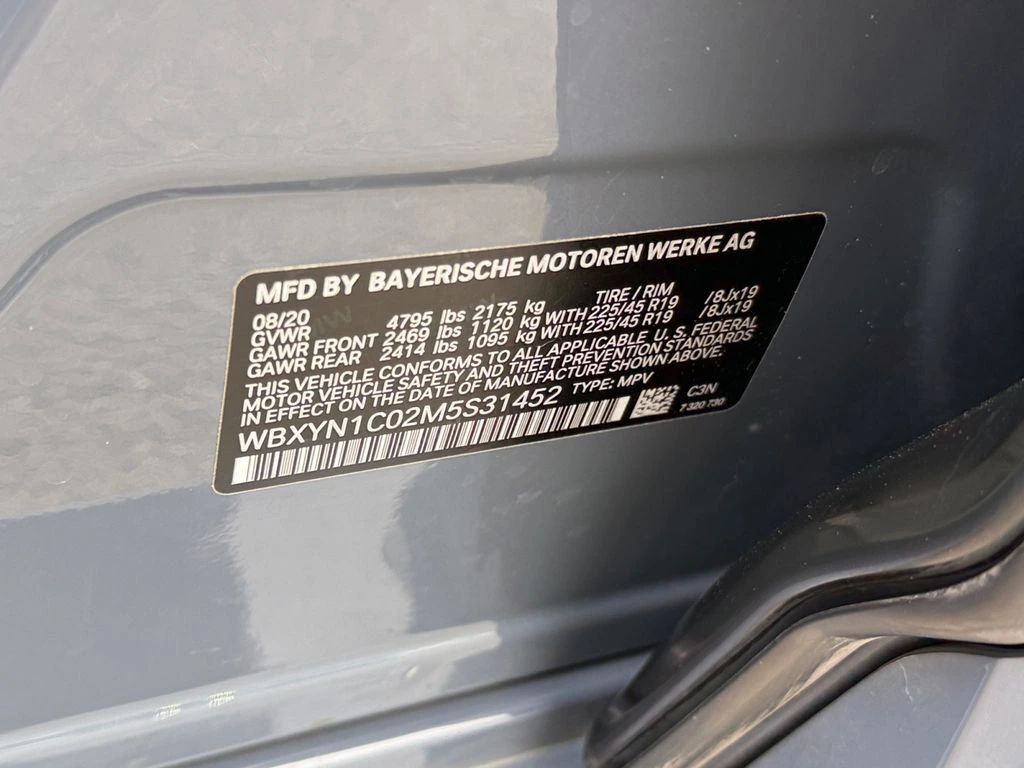 MFD BY BAYERISCHE MOTOREN WERKE AG
08/20 TIRE / RIM
GVWR 4795 lbs 2175 kg
GAWR FRONT 2469 lbs 1120 kg WITH 225/45 R19 /8Jx19
GAWR REAR 2414 lbs 1095 kg WITH 225/45 R19 /8Jx19
THIS VEHICLE CONFORMS TO ALL APPLICABLE U.S. FEDERAL
MOTOR VEHICLE SAFETY AND THEFT PREVENTION STANDARDS
IN EFFECT ON THE DATE OF MANUFACTURE SHOWN ABOVE.
WBXYN1C02M5S31452 TYPE: MPV C3N
7 320 730